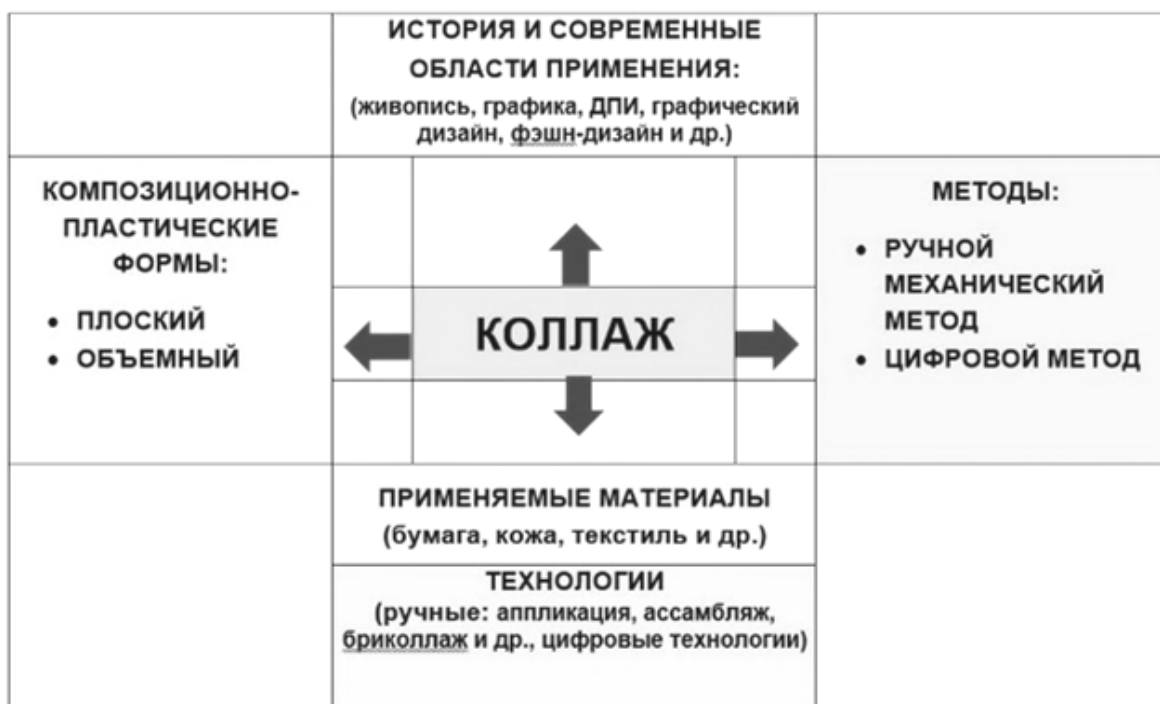 ИСТОРИЯ И СОВРЕМЕННЫЕ
ОБЛАСТИ ПРИМЕНЕНИЯ:
(живопись, графика, ДПИ, графический
дизайн, фэшн-дизайн и др.)
КОМПОЗИЦИОННО-
ПЛАСТИЧЕСКИЕ
ФОРМЫ:
• ПЛОСКИЙ
• ОБЪЕМНЫЙ
КОЛЛАЖ
МЕТОДЫ:
• РУЧНОЙ
МЕХАНИЧЕСКИЙ
МЕТОД
• ЦИФРОВОЙ МЕТОД
ПРИМЕНЯЕМЫЕ МАТЕРИАЛЫ
(бумага, кожа, текстиль и др.)
ТЕХНОЛОГИИ
(ручные: аппликация, ассамбляж,
бриколлаж и др., цифровые технологии)